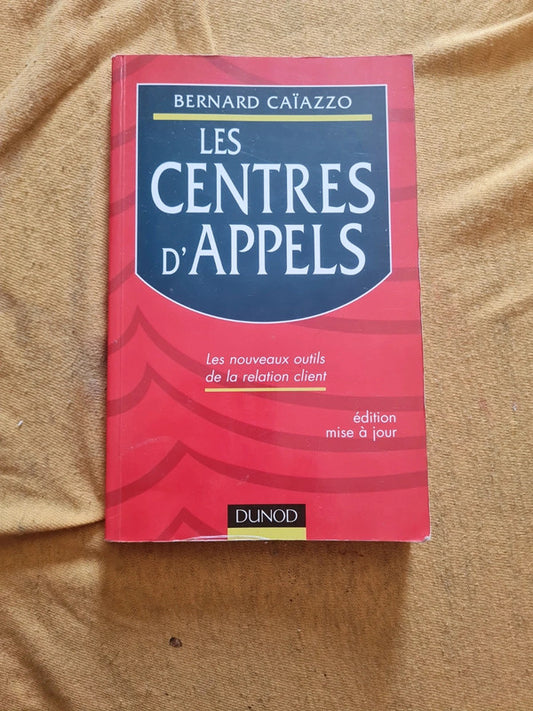 BERNARD CAÏAZZO
LES
CENTRES
D'APPELS
Les nouveaux outils
de la relation client
édition
mise à jour
DUNOD